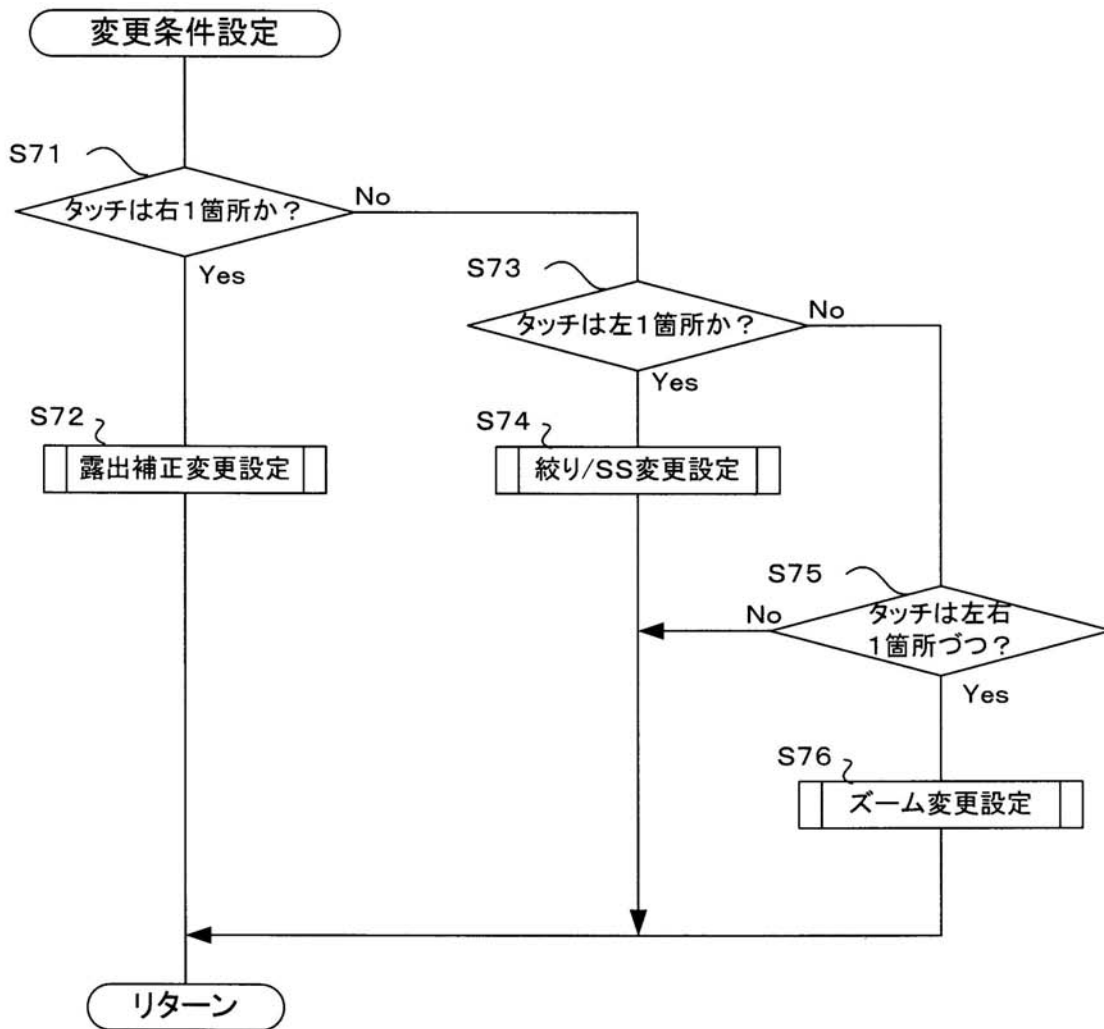 変更条件設定
S71
タッチは右1箇所か?
No
Yes
S73
タッチは左1箇所か?
No
Yes
S72
露出補正変更設定
S74
絞り/SS変更設定
S75
タッチは左右
1箇所づつ?
No
Yes
S76
ズーム変更設定
リターン